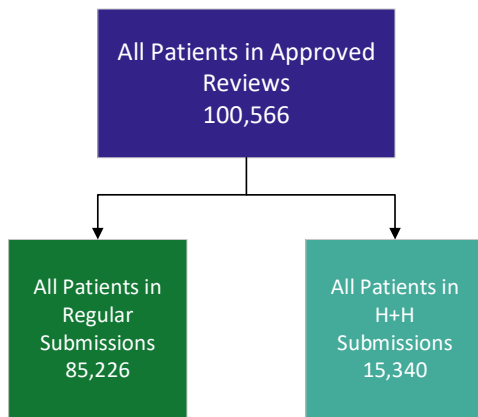 All Patients in Approved
Reviews
100,566
All Patients in
Regular
Submissions
85,226
All Patients in
H+H
Submissions
15,340